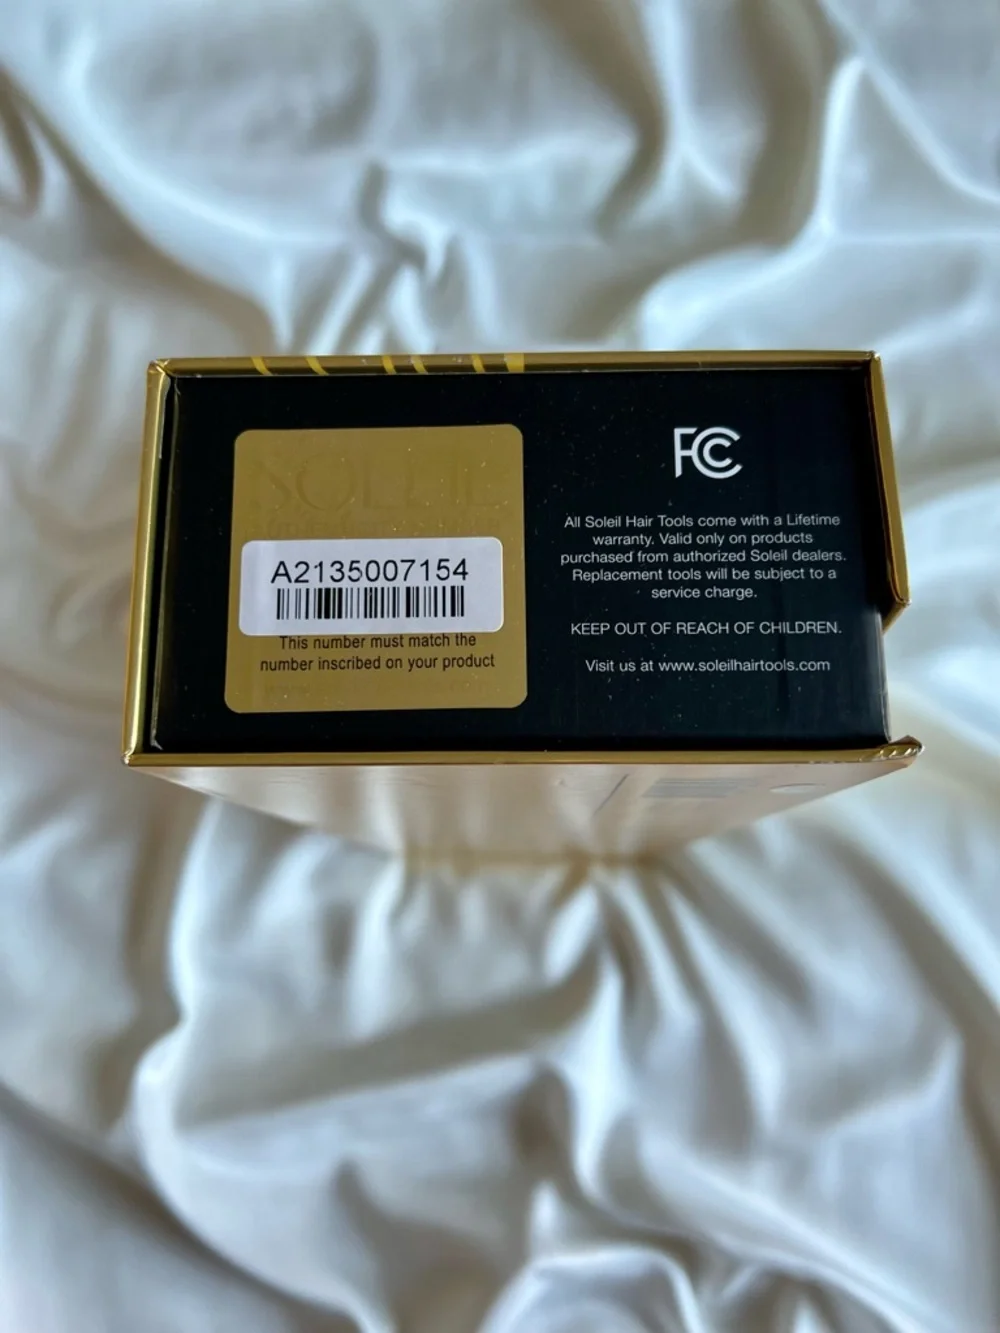 SOLEIL
A2135007154
This number must match the
number inscribed on your product
FC
All Soleil Hair Tools come with a Lifetime
warranty. Valid only on products
purchased from authorized Soleil dealers.
Replacement tools will be subject to a
service charge.
KEEP OUT OF REACH OF CHILDREN.
Visit us at www.soleilhairtools.com